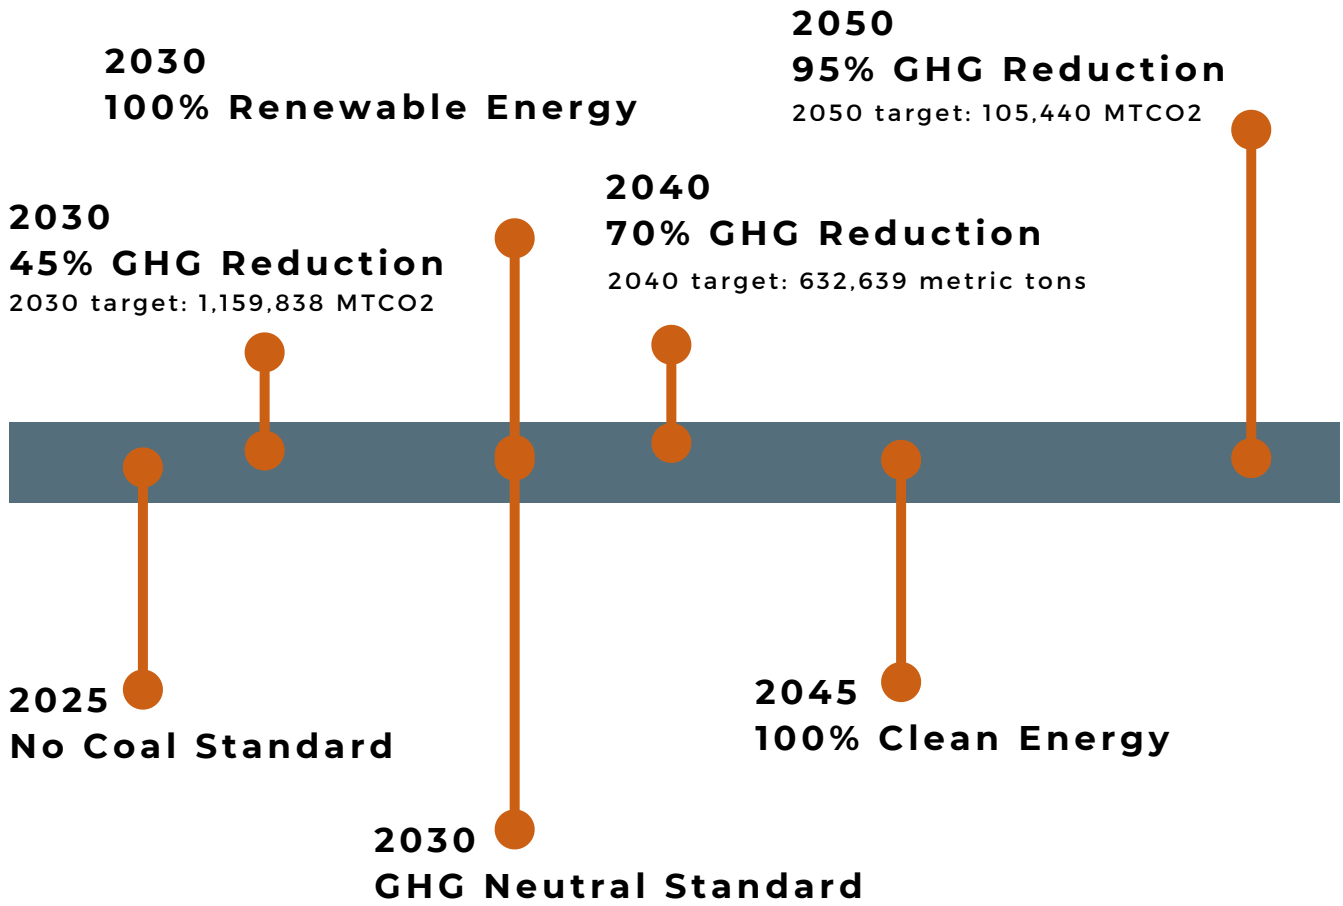 2030
100% Renewable Energy
2050
95% GHG Reduction
2050 target: 105,440 MTCO2
2030
45% GHG Reduction
2030 target: 1,159,838 MTCO2
2040
70% GHG Reduction
2040 target: 632,639 metric tons
2025
No Coal Standard
2045
100% Clean Energy
2030
GHG Neutral Standard